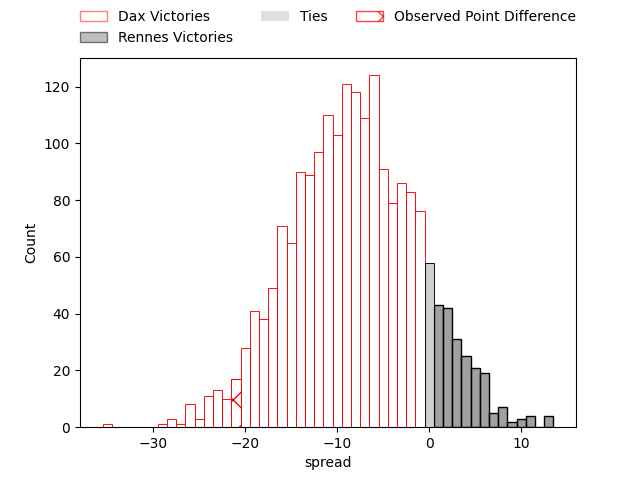 Dax Victories
Ties
Observed Point Difference
Rennes Victories
120
100
80
60
40
20
0
Count
−30
−20
−10
0
10
spread